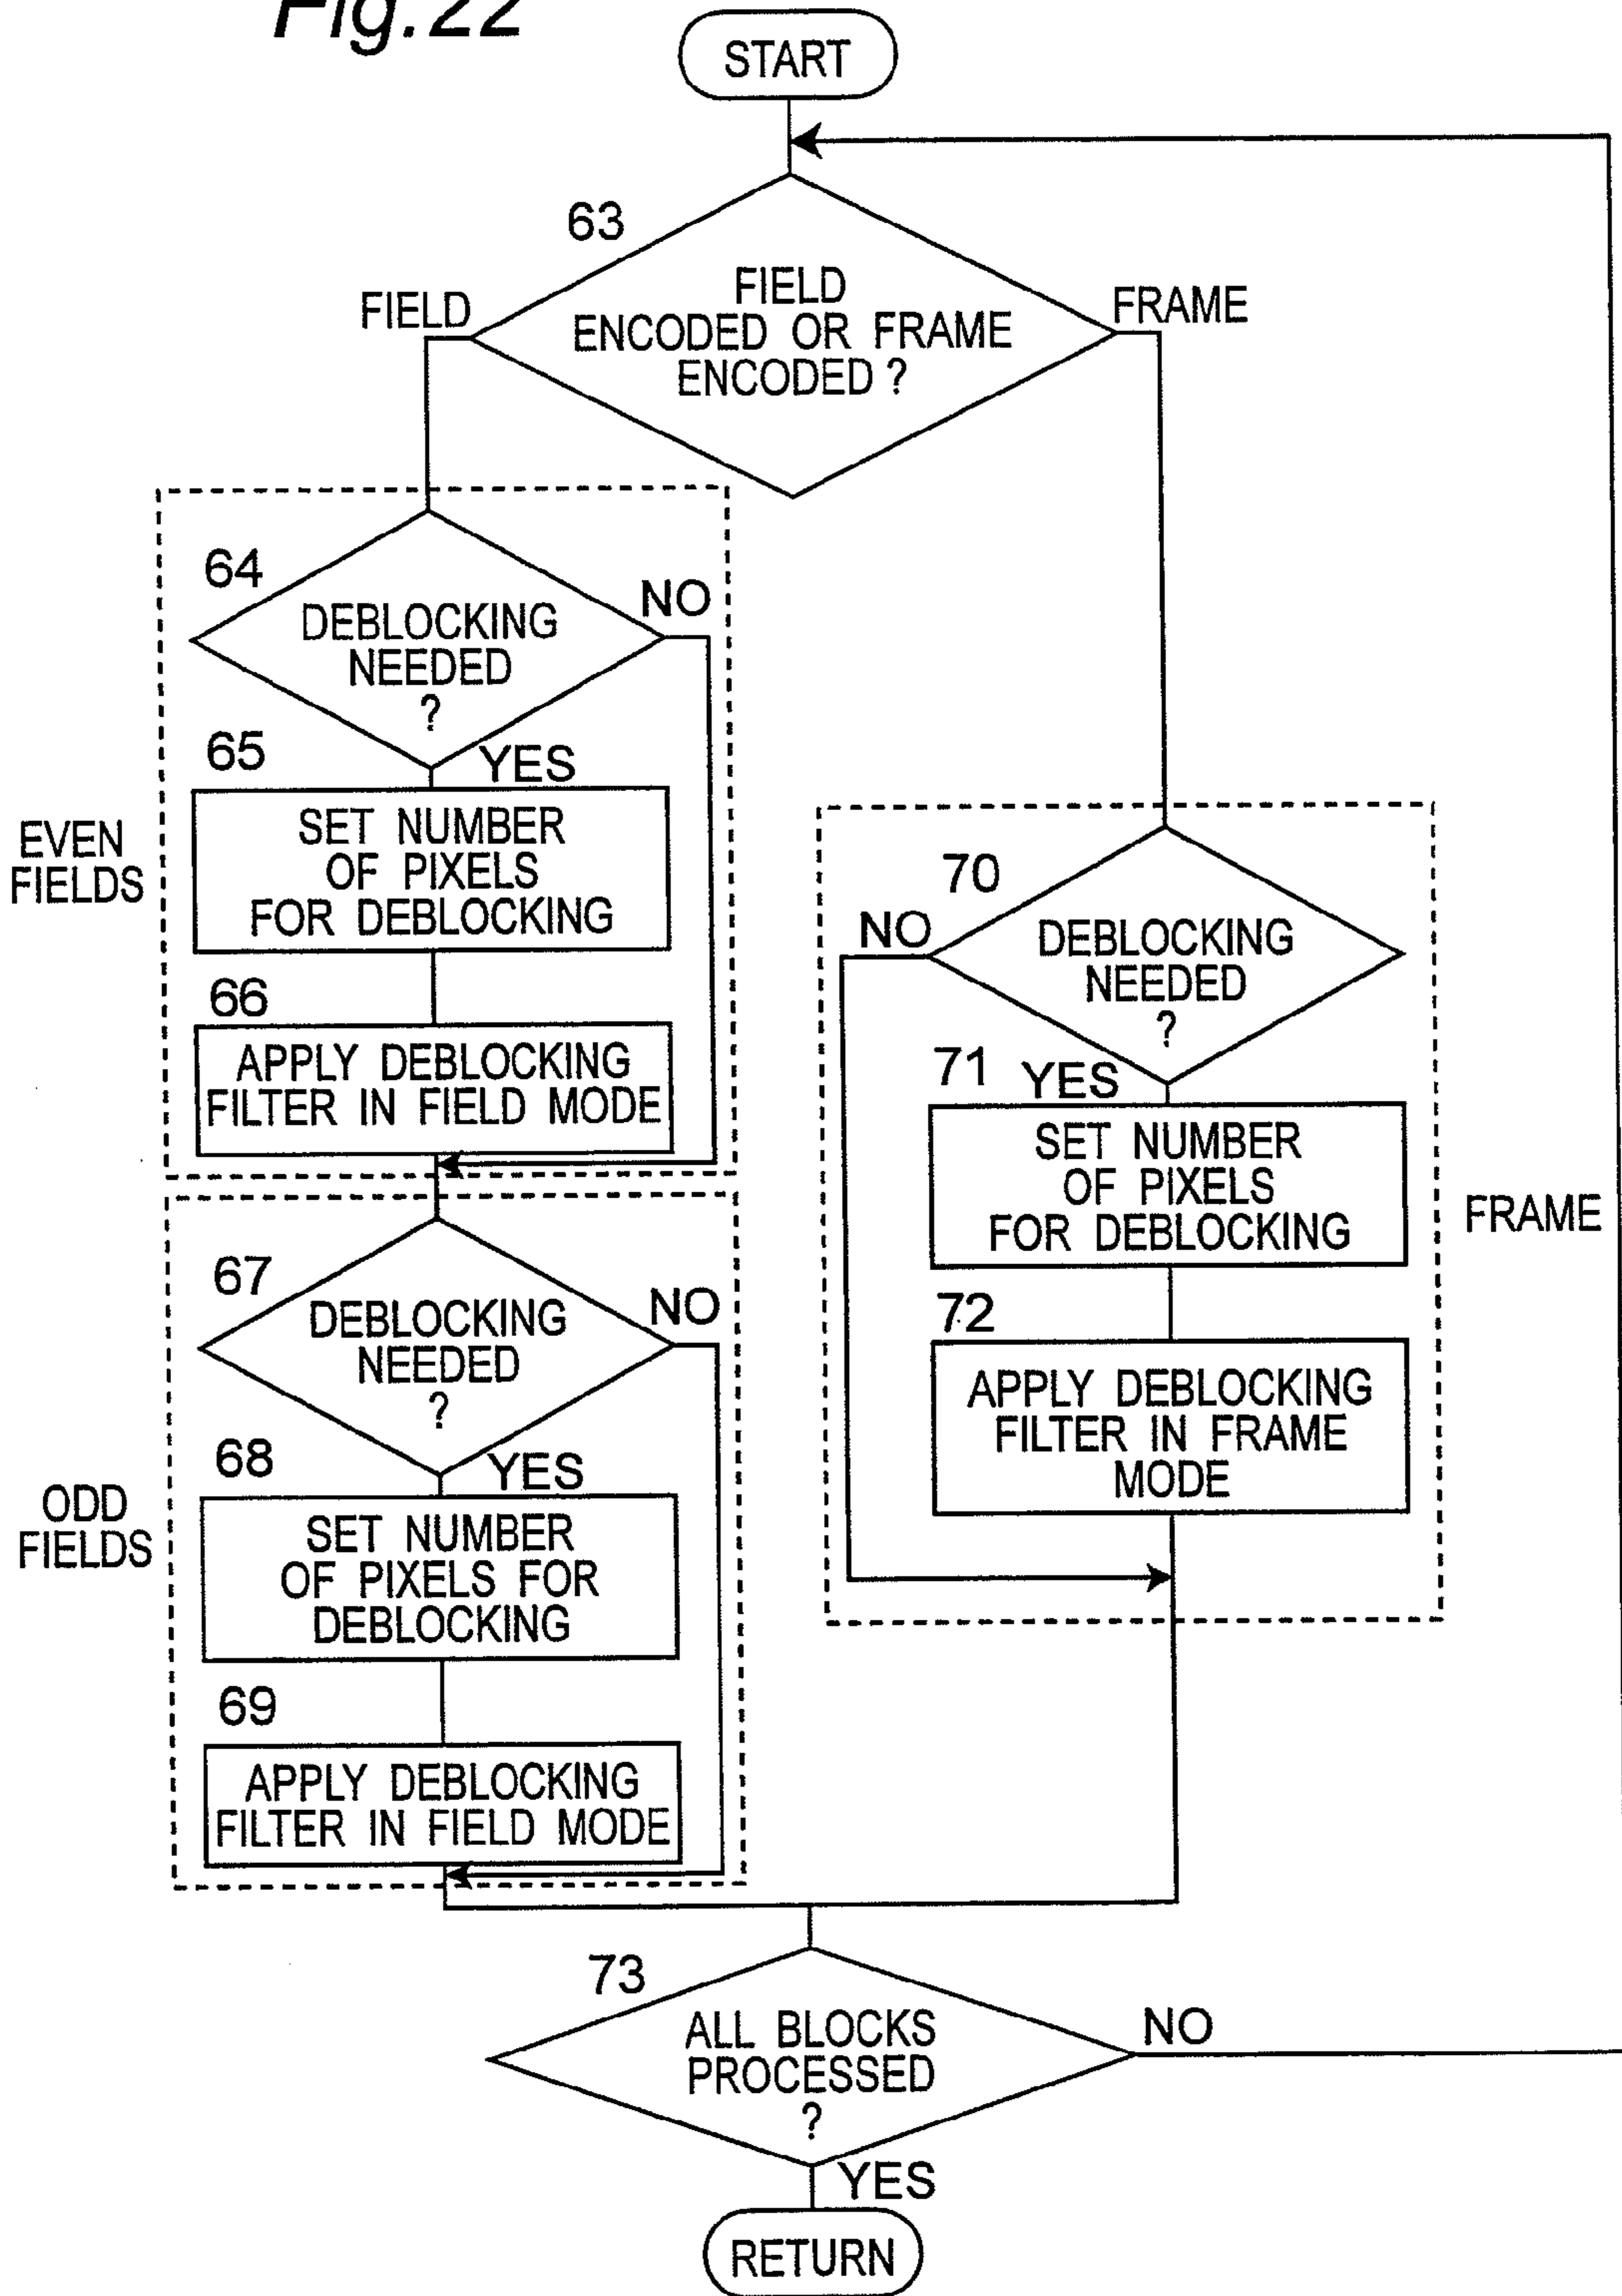 Fig.22
START
63
FIELD
ENCODED OR FRAME
ENCODED ?
FIELD
FRAME
EVEN
FIELDS
64
DEBLOCKING
NEEDED
?
NO
YES
65
SET NUMBER
OF PIXELS
FOR DEBLOCKING
66
APPLY DEBLOCKING
FILTER IN FIELD MODE
ODD
FIELDS
67
DEBLOCKING
NEEDED
?
NO
YES
68
SET NUMBER
OF PIXELS FOR
DEBLOCKING
69
APPLY DEBLOCKING
FILTER IN FIELD MODE
FRAME
70
DEBLOCKING
NEEDED
?
NO
YES
71
SET NUMBER
OF PIXELS
FOR DEBLOCKING
72
APPLY DEBLOCKING
FILTER IN FRAME
MODE
73
ALL BLOCKS
PROCESSED
?
NO
YES
RETURN